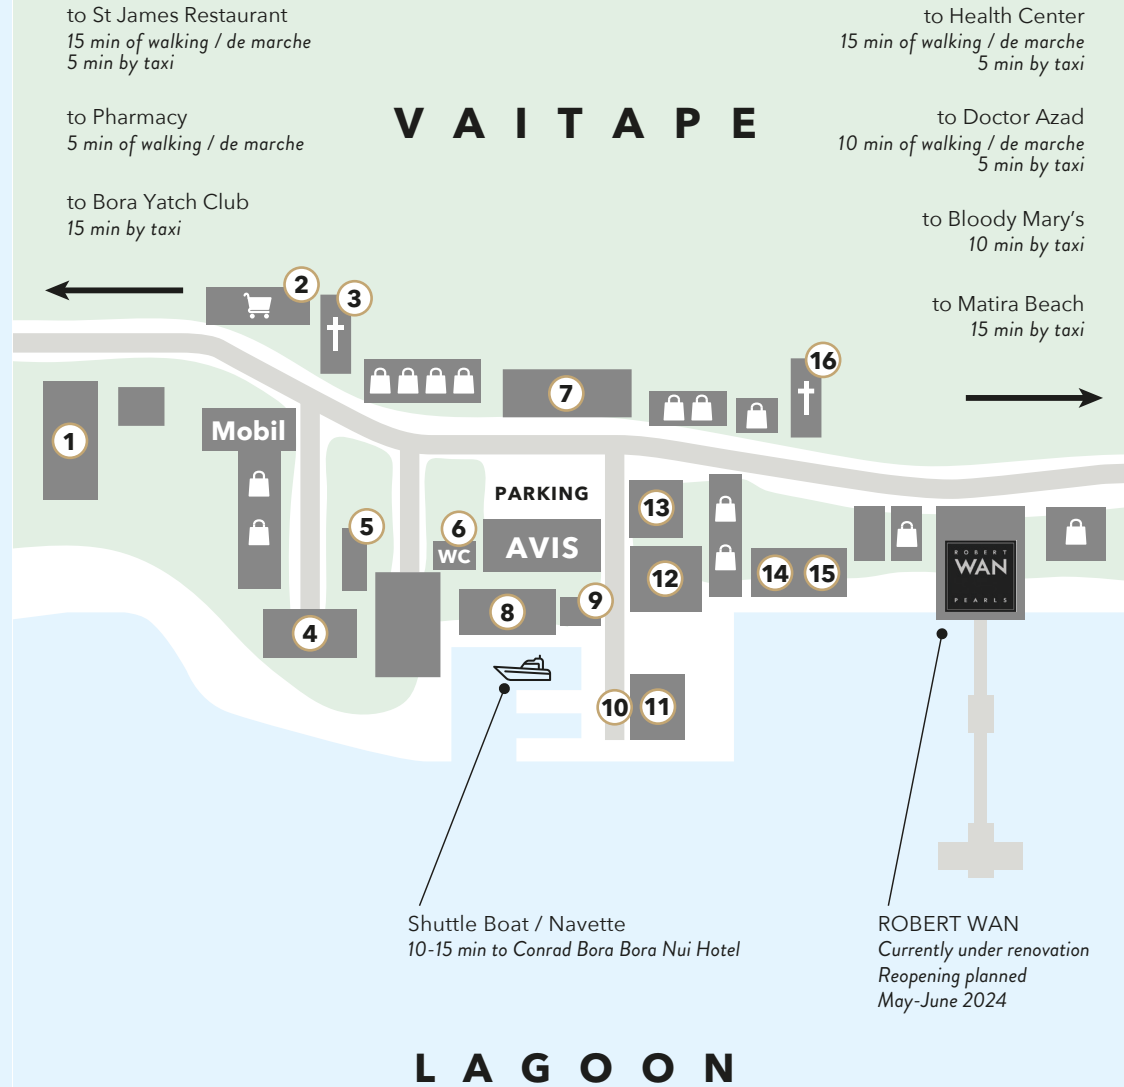 to St James Restaurant
15 min of walking / de marche
5 min by taxi
to Pharmacy
5 min of walking / de marche
to Bora Yatch Club
15 min by taxi
VAITAPE
to Health Center
15 min of walking / de marche
5 min by taxi
to Doctor Azad
10 min of walking / de marche
5 min by taxi
to Bloody Mary's
10 min by taxi
to Matira Beach
15 min by taxi
2
3
16
7
1
Mobil
PARKING
13
5
6
WC
AVIS
12
14
15
ROBERT
WAN
PEARLS
8
9
4
10
11
Shuttle Boat / Navette
10-15 min to Conrad Bora Bora Nui Hotel
ROBERT WAN
Currently under renovation
Reopening planned
May-June 2024
LAGOON